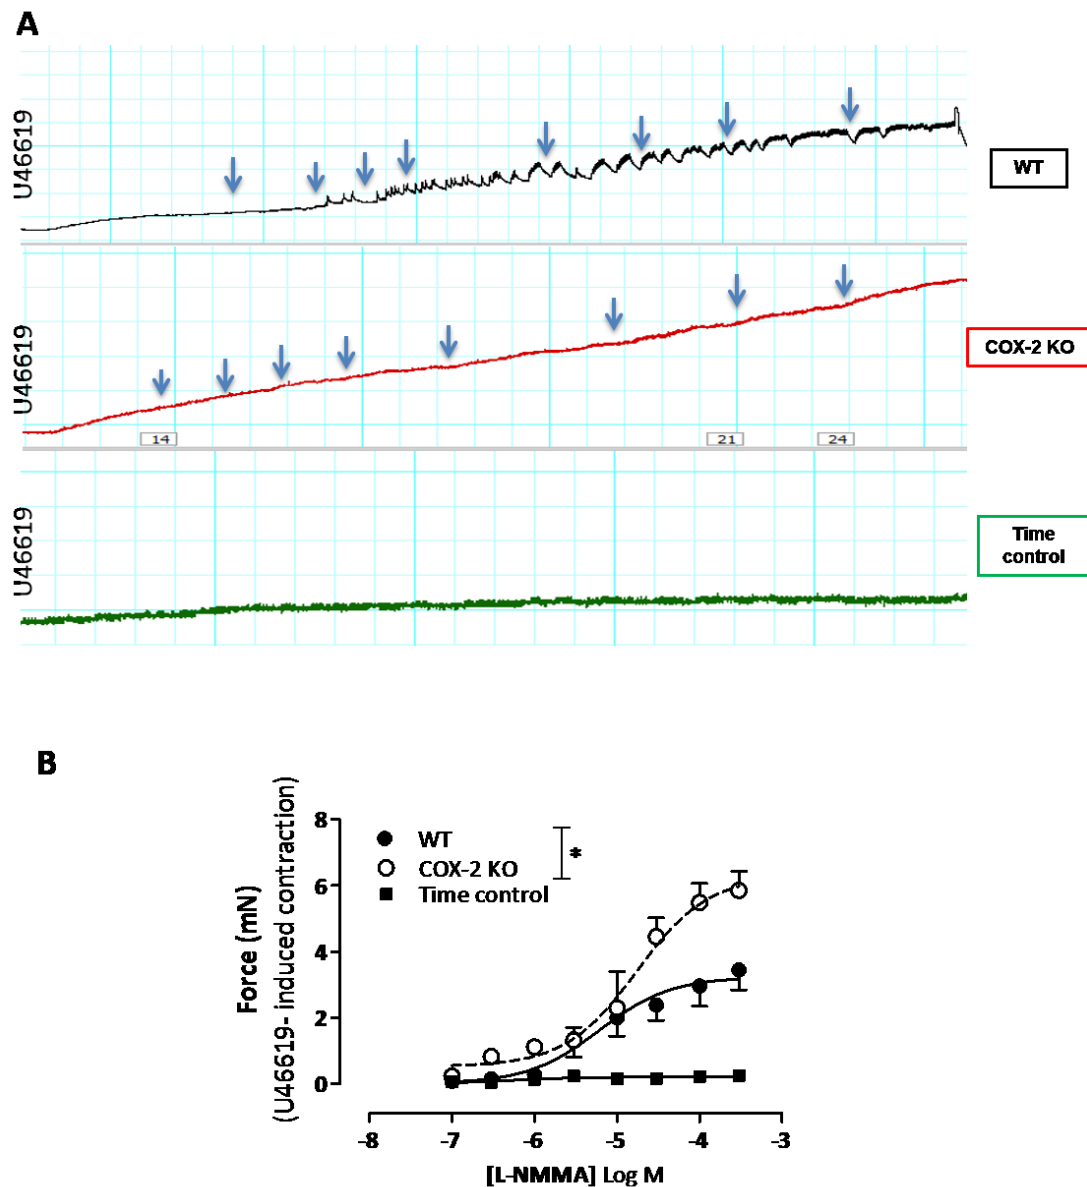 A
U46619
WT
U46619
COX-2 KO
14
21
24
U46619
Time
control
B
Force (mN)
(U46619- induced contraction)
8
6
4
2
0
WT
COX-2 KO
Time control
*
-8
-7
-6
-5
-4
-3
[L-NMMA] Log M